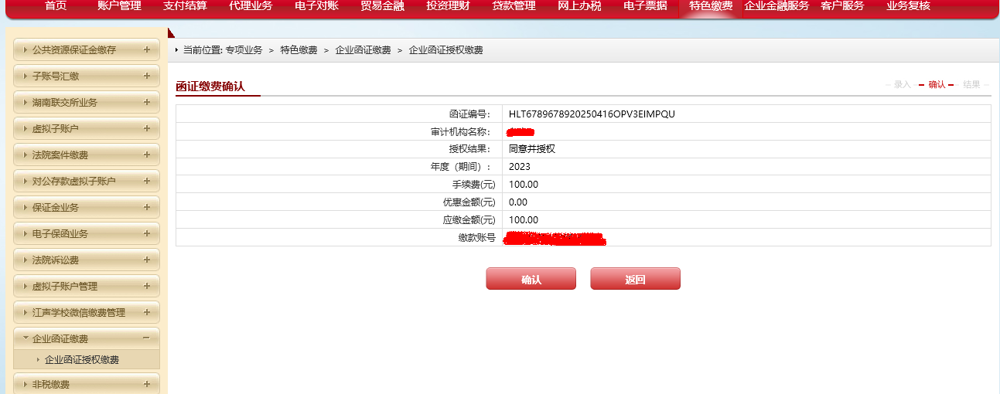 首页 账户管理 支付结算 代理业务 电子对账 贸易金融 投资理财 贷款管理 网上办税 电子票据 特色缴费 企业金融服务 客户服务 业务复核
公共资源保证金缴存 +
子账号汇缴 +
湖南联交所业务 +
虚拟子账户 +
法院案件缴费 +
对公存款虚拟子账户 +
保证金业务 +
电子保函业务 +
法院诉讼费 +
虚拟子账户管理 +
江声学校微信缴费管理 +
企业函证缴费 −
企业函证授权缴费
非税缴费 +
当前位置: 专项业务 > 特色缴费 > 企业函证缴费 > 企业函证授权缴费
函证缴费确认
录入 确认 结果
函证编号: HLT6789678920250416OPV3EIMPQU
审计机构名称:
授权结果: 同意并授权
年度（期间）: 2023
手续费(元) 100.00
优惠金额(元) 0.00
应缴金额(元) 100.00
缴款账号
确认 返回